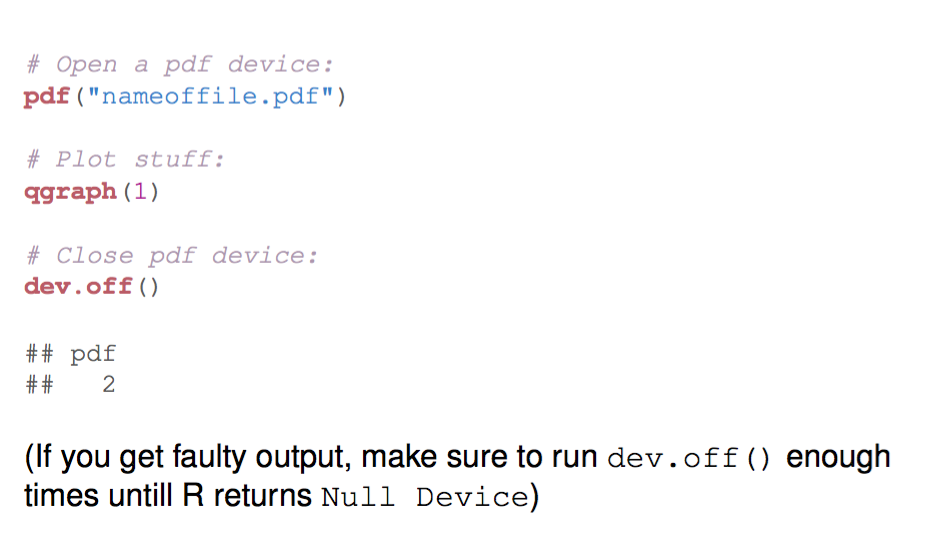 # Open a pdf device:
pdf("nameoffile.pdf")
# Plot stuff:
qgraph(1)
# Close pdf device:
dev.off()
## pdf
##   2
(If you get faulty output, make sure to run dev.off() enough
times untill R returns Null Device)